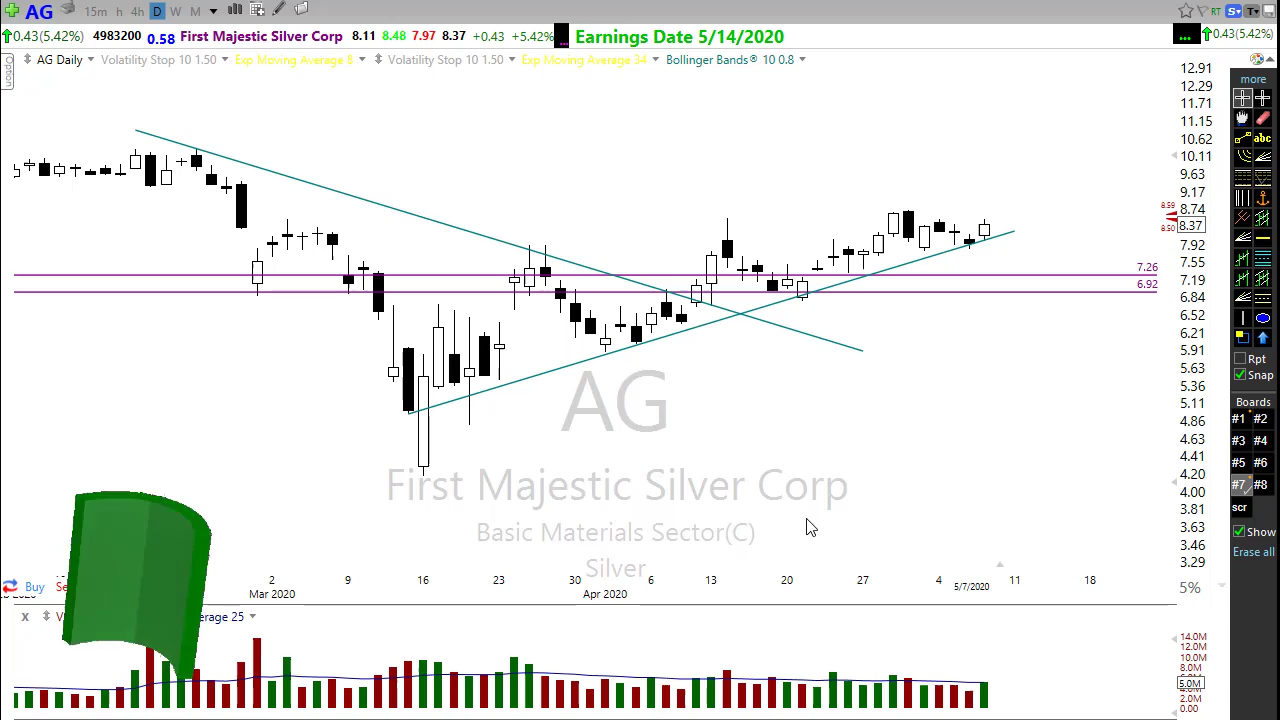 AG 15m h 4h D W M
0.43(5.42%) 4983200 0.58 First Majestic Silver Corp 8.11 8.48 7.97 8.37 +0.43 +5.42% ... Earnings Date 5/14/2020 ... 0.43(5.42%)
RT S T
Option
AG Daily Volatility Stop 10 1.50 Exp Moving Average 8 Volatility Stop 10 1.50 Exp Moving Average 34 Bollinger Bands® 10 0.8
12.91
12.29
11.71
11.15
10.62
10.11
9.63
9.17
8.74
8.37
7.92
7.55
7.19
6.84
6.52
6.21
5.91
5.63
5.36
5.11
4.86
4.63
4.41
4.20
4.00
3.81
3.63
3.46
3.29
8.59
8.50
7.26
6.92
AG
First Majestic Silver Corp
Basic Materials Sector(C)
Silver
2 9 16 23 30 6 13 20 27 4 5/7/2020 11 18
Mar 2020 Apr 2020
5%
Buy
x erage 25
14.0M
12.0M
10.0M
8.0M
5.0M
2.0M
0.00
more
abc
Rpt
Snap
Boards
#1 #2
#3 #4
#5 #6
#7 #8
scr
Show
Erase all